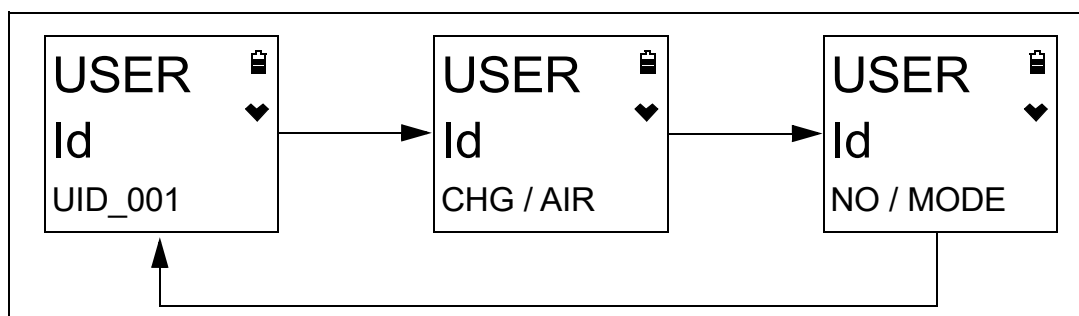 USER
Id
UID_001
USER
Id
CHG / AIR
USER
Id
NO / MODE